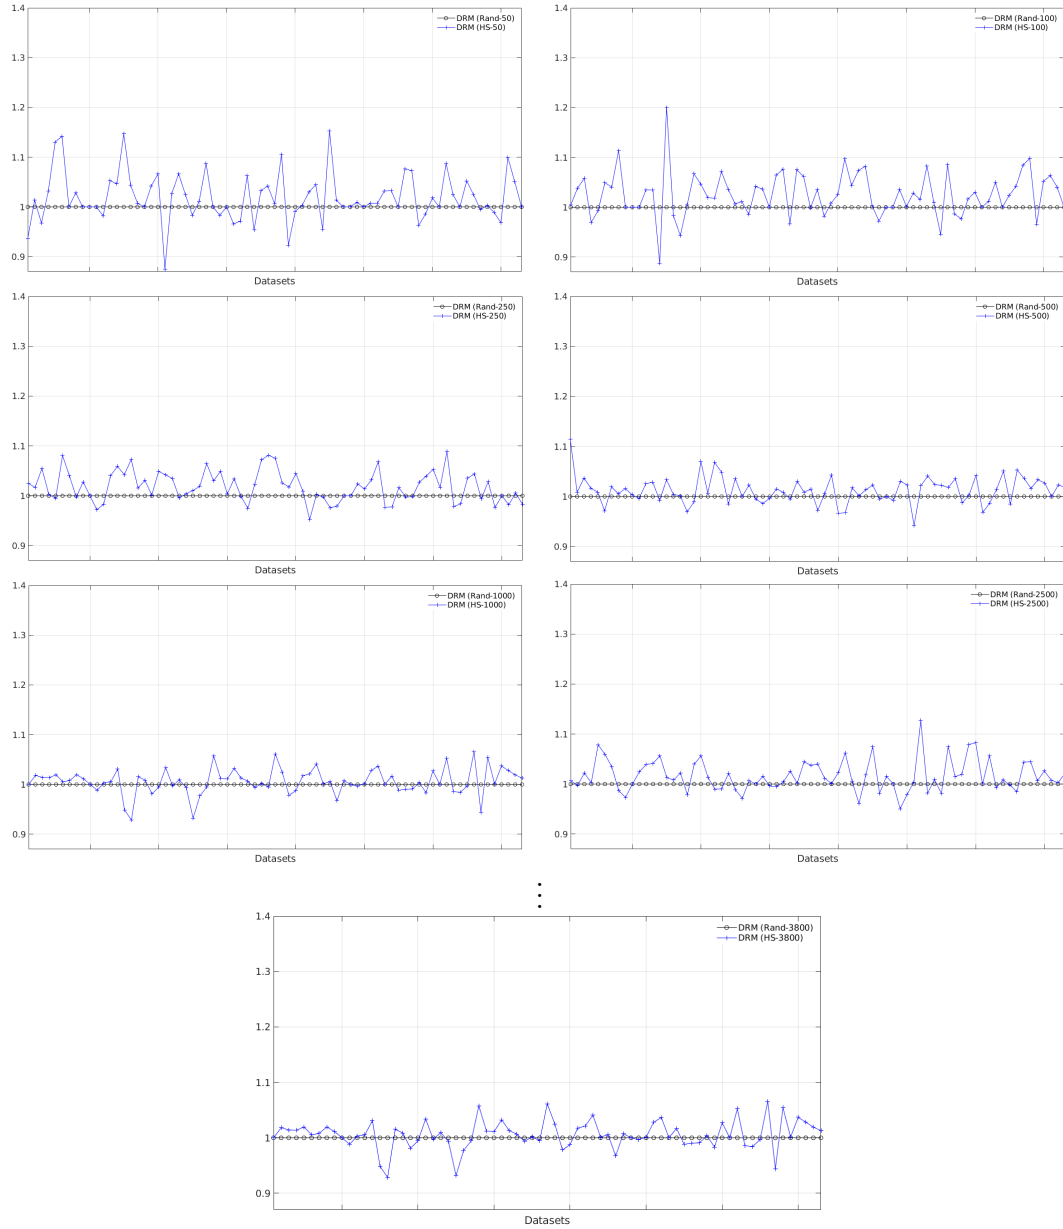 1.4
DRM (Rand-50)
DRM (HS-50)
1.3
1.2
1.1
1
0.9
Datasets
1.4
DRM (Rand-100)
DRM (HS-100)
1.3
1.2
1.1
1
0.9
Datasets
1.4
DRM (Rand-250)
DRM (HS-250)
1.3
1.2
1.1
1
0.9
Datasets
1.4
DRM (Rand-500)
DRM (HS-500)
1.3
1.2
1.1
1
0.9
Datasets
1.4
DRM (Rand-1000)
DRM (HS-1000)
1.3
1.2
1.1
1
0.9
Datasets
1.4
DRM (Rand-2500)
DRM (HS-2500)
1.3
1.2
1.1
1
0.9
Datasets
1.4
DRM (Rand-3800)
DRM (HS-3800)
1.3
1.2
1.1
1
0.9
Datasets